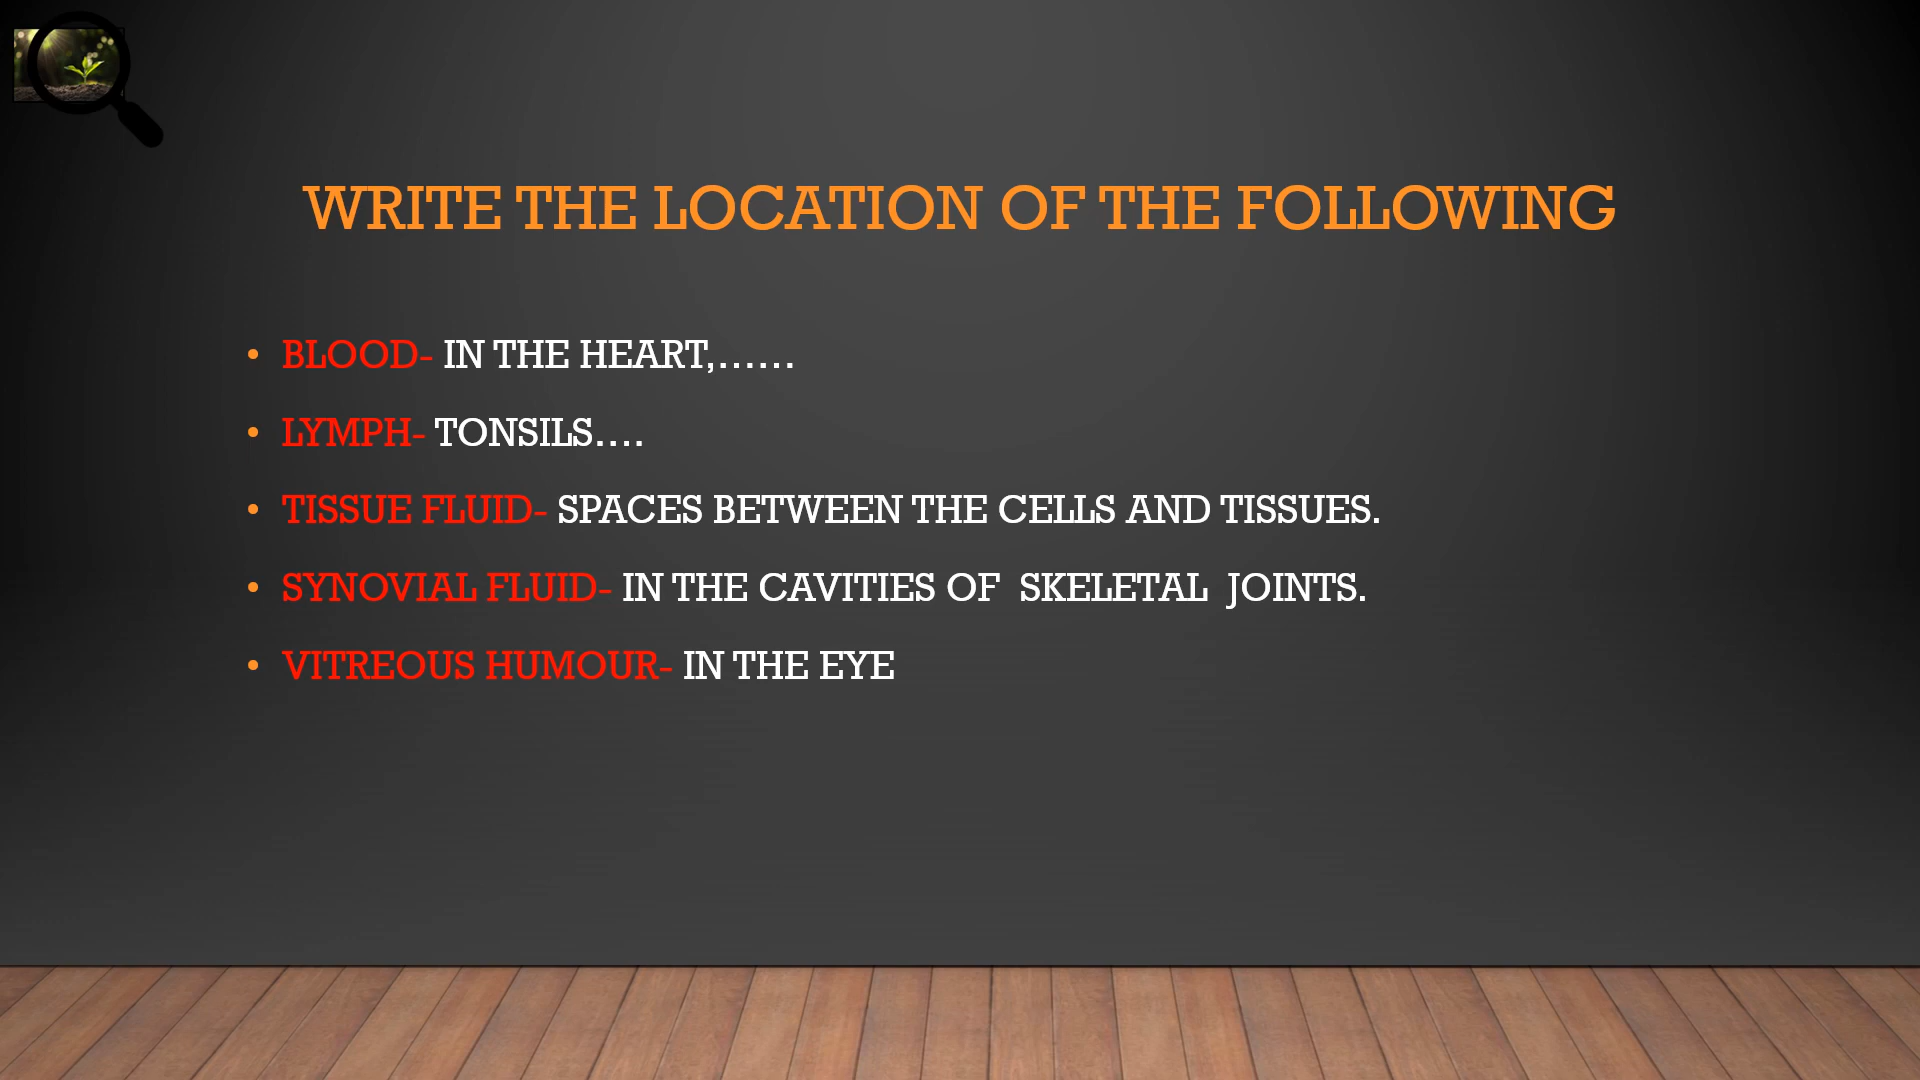 WRITE THE LOCATION OF THE FOLLOWING
• BLOOD- IN THE HEART,......
• LYMPH- TONSILS....
• TISSUE FLUID- SPACES BETWEEN THE CELLS AND TISSUES.
• SYNOVIAL FLUID- IN THE CAVITIES OF  SKELETAL  JOINTS.
• VITREOUS HUMOUR- IN THE EYE